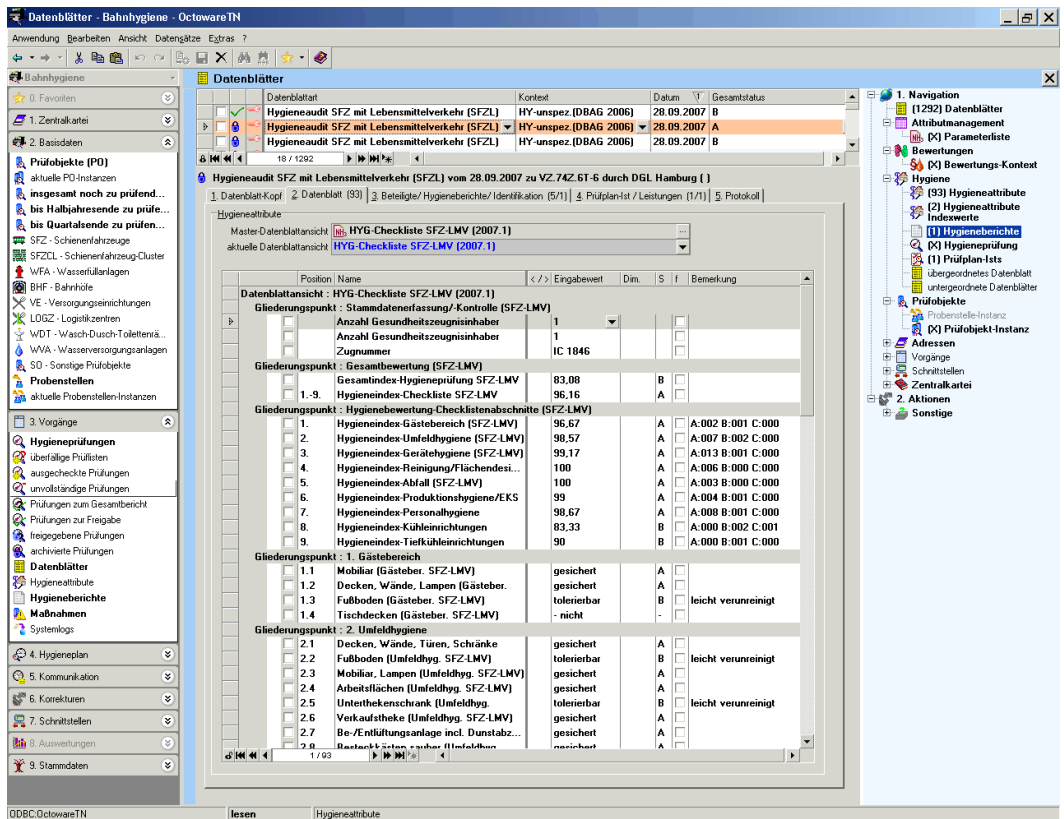 Datenblätter - Bahnhygiene - OctowareTN
Anwendung Bearbeiten Ansicht Datensätze Extras ?
Bahnhygiene
0. Favoriten
1. Zentralkartei
2. Basisdaten
Prüfobjekte (PO)
aktuelle PO-Instanzen
insgesamt noch zu prüfend...
bis Halbjahresende zu prüfe...
bis Quartalsende zu prüfen...
SFZ - Schienenfahrzeuge
SFZCL - Schienenfahrzeug-Cluster
WFA - Wasserfüllanlagen
BHF - Bahnhöfe
VE - Versorgungseinrichtungen
LOGZ - Logistikzentren
WDT - Wasch-Dusch-Toilettenrä...
WVA - Wasserversorgungsanlagen
SO - Sonstige Prüfobjekte
Probenstellen
aktuelle Probenstellen-Instanzen
3. Vorgänge
Hygieneprüfungen
überfällige Prüflisten
ausgecheckte Prüfungen
unvollständige Prüfungen
Prüfungen zum Gesamtbericht
Prüfungen zur Freigabe
freigegebene Prüfungen
archivierte Prüfungen
Datenblätter
Hygieneattribute
Hygieneberichte
Maßnahmen
Systemlogs
4. Hygieneplan
5. Kommunikation
6. Korrekturen
7. Schnittstellen
8. Auswertungen
9. Stammdaten
Datenblätter
Datenblattart Kontext Datum Gesamtstatus
Hygieneaudit SFZ mit Lebensmittelverkehr (SFZL) HY-unspez.(DBAG 2006) 28.09.2007 B
Hygieneaudit SFZ mit Lebensmittelverkehr (SFZL) HY-unspez.(DBAG 2006) 28.09.2007 A
Hygieneaudit SFZ mit Lebensmittelverkehr (SFZL) HY-unspez.(DBAG 2006) 28.09.2007 B
18 / 1292
Hygieneaudit SFZ mit Lebensmittelverkehr (SFZL) vom 28.09.2007 zu VZ.74Z.6T-6 durch DGL Hamburg ( )
1. Datenblatt-Kopf 2. Datenblatt (93) 3. Beteiligte/ Hygieneberichte/ Identifikation (5/1) 4. Prüfplan-Ist / Leistungen (1/1) 5. Protokoll
Hygieneattribute
Master-Datenblattansicht HYG-Checkliste SFZ-LMV (2007.1) ...
aktuelle Datenblattansicht HYG-Checkliste SFZ-LMV (2007.1)
Position Name < / > Eingabewert Dim. S f Bemerkung
Datenblattansicht : HYG-Checkliste SFZ-LMV (2007.1)
Gliederungspunkt : Stammdatenerfassung/-Kontrolle (SFZ-LMV)
Anzahl Gesundheitszeugnisinhaber 1
Anzahl Gesundheitszeugnisinhaber 1
Zugnummer IC 1846
Gliederungspunkt : Gesamtbewertung (SFZ-LMV)
Gesamtindex-Hygieneprüfung SFZ-LMV 83,08 B
1.-9. Hygieneindex-Checkliste SFZ-LMV 96,16 A
Gliederungspunkt : Hygienebewertung-Checklistenabschnitte (SFZ-LMV)
1. Hygieneindex-Gästebereich (SFZ-LMV) 96,67 A A:002 B:001 C:000
2. Hygieneindex-Umfeldhygiene (SFZ-LMV) 98,57 A A:007 B:002 C:000
3. Hygieneindex-Gerätehygiene (SFZ-LMV) 99,17 A A:013 B:001 C:000
4. Hygieneindex-Reinigung/Flächendesi... 100 A A:006 B:000 C:000
5. Hygieneindex-Abfall (SFZ-LMV) 100 A A:003 B:000 C:000
6. Hygieneindex-Produktionshygiene/EKS 99 A A:004 B:001 C:000
7. Hygieneindex-Personalhygiene 98,67 A A:008 B:001 C:000
8. Hygieneindex-Kühleinrichtungen 83,33 B A:000 B:002 C:001
9. Hygieneindex-Tiefkühleinrichtungen 90 B A:000 B:001 C:000
Gliederungspunkt : 1. Gästebereich
1.1 Mobiliar (Gästeber. SFZ-LMV) gesichert A
1.2 Decken, Wände, Lampen (Gästeber. gesichert A
1.3 Fußboden (Gästeber. SFZ-LMV) tolerierbar B leicht verunreinigt
1.4 Tischdecken (Gästeber. SFZ-LMV) - nicht -
Gliederungspunkt : 2. Umfeldhygiene
2.1 Decken, Wände, Türen, Schränke gesichert A
2.2 Fußboden (Umfeldhyg. SFZ-LMV) tolerierbar B leicht verunreinigt
2.3 Mobiliar, Lampen (Umfeldhyg. SFZ-LMV) gesichert A
2.4 Arbeitsflächen (Umfeldhyg. SFZ-LMV) gesichert A
2.5 Unterthekenschrank (Umfeldhyg. tolerierbar B leicht verunreinigt
2.6 Verkaufstheke (Umfeldhyg. SFZ-LMV) gesichert A
2.7 Be-/Entlüftungsanlage incl. Dunstabz... gesichert A
2.8 Besteckkästen sauber (Umfeldhyg. gesichert A
1 / 93
1. Navigation
(1292) Datenblätter
Attributmanagement
(X) Parameterliste
Bewertungen
(X) Bewertungs-Kontext
Hygiene
(93) Hygieneattribute
(2) Hygieneattribute
Indexwerte
(1) Hygieneberichte
(X) Hygieneprüfung
(1) Prüfplan-Ists
übergeordnetes Datenblatt
untergeordnete Datenblätter
Prüfobjekte
Probenstelle-Instanz
(X) Prüfobjekt-Instanz
Adressen
Vorgänge
Schnittstellen
Zentralkartei
2. Aktionen
Sonstige
ODBC:OctowareTN lesen Hygieneattribute